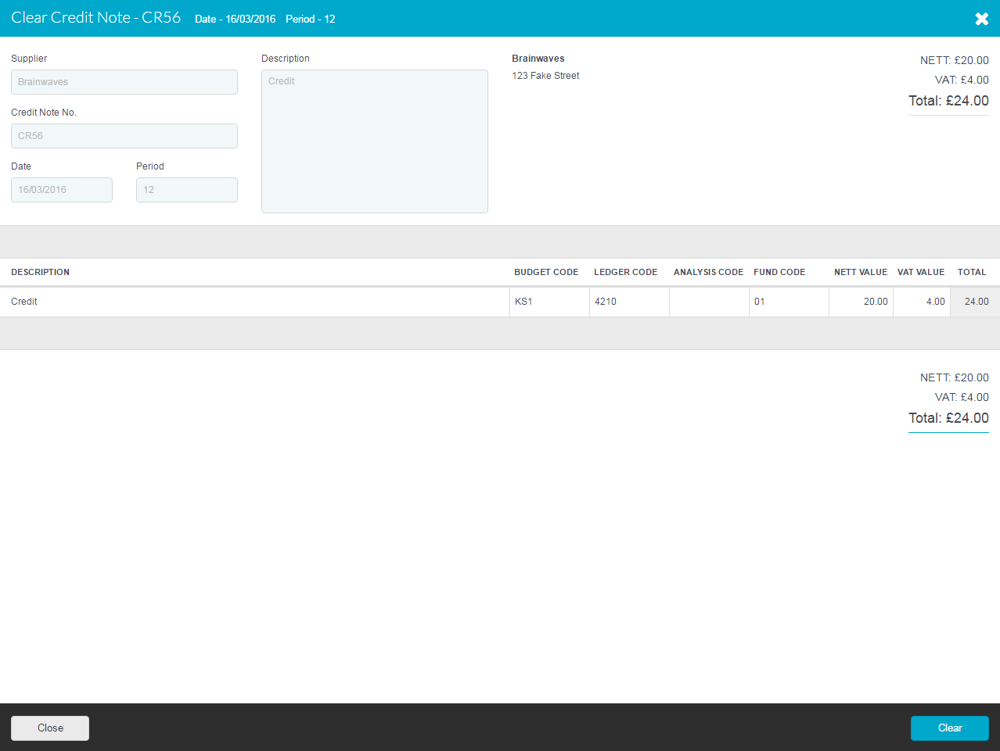 Clear Credit Note - CR56 Date - 16/03/2016 Period - 12
Supplier
Brainwaves
Credit Note No.
CR56
Date Period
16/03/2016 12
Description
Credit
Brainwaves
123 Fake Street
NETT: £20.00
VAT: £4.00
Total: £24.00
DESCRIPTION BUDGET CODE LEDGER CODE ANALYSIS CODE FUND CODE NETT VALUE VAT VALUE TOTAL
Credit KS1 4210 01 20.00 4.00 24.00
NETT: £20.00
VAT: £4.00
Total: £24.00
Close Clear